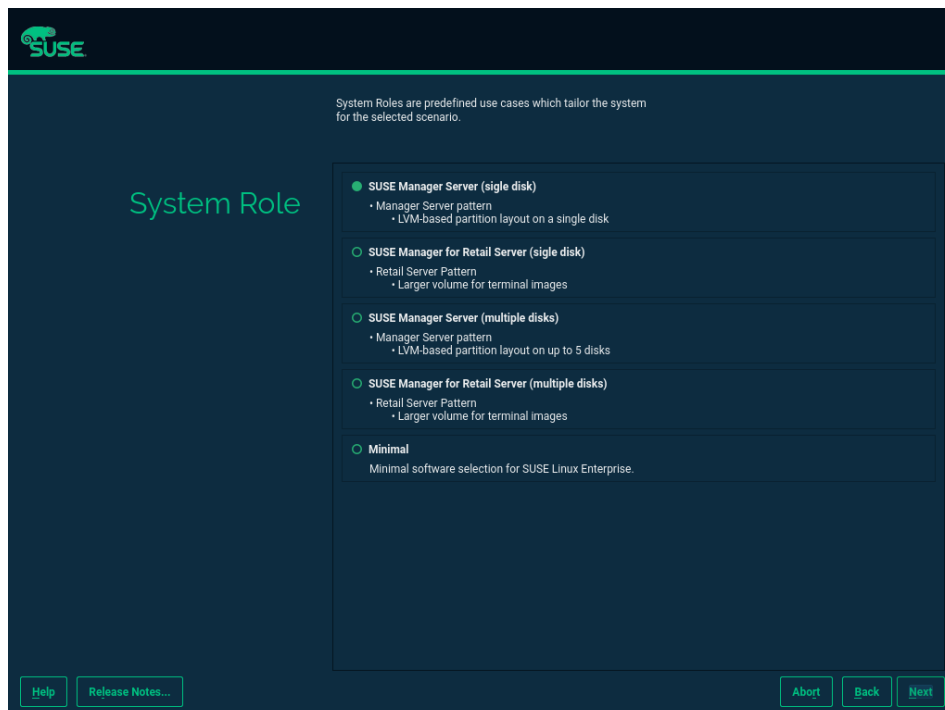 SUSE
System Roles are predefined use cases which tailor the system
for the selected scenario.
System Role
SUSE Manager Server (sigle disk)
• Manager Server pattern
• LVM-based partition layout on a single disk
SUSE Manager for Retail Server (sigle disk)
• Retail Server Pattern
• Larger volume for terminal images
SUSE Manager Server (multiple disks)
• Manager Server pattern
• LVM-based partition layout on up to 5 disks
SUSE Manager for Retail Server (multiple disks)
• Retail Server Pattern
• Larger volume for terminal images
Minimal
Minimal software selection for SUSE Linux Enterprise.
Help
Release Notes...
Abort
Back
Next